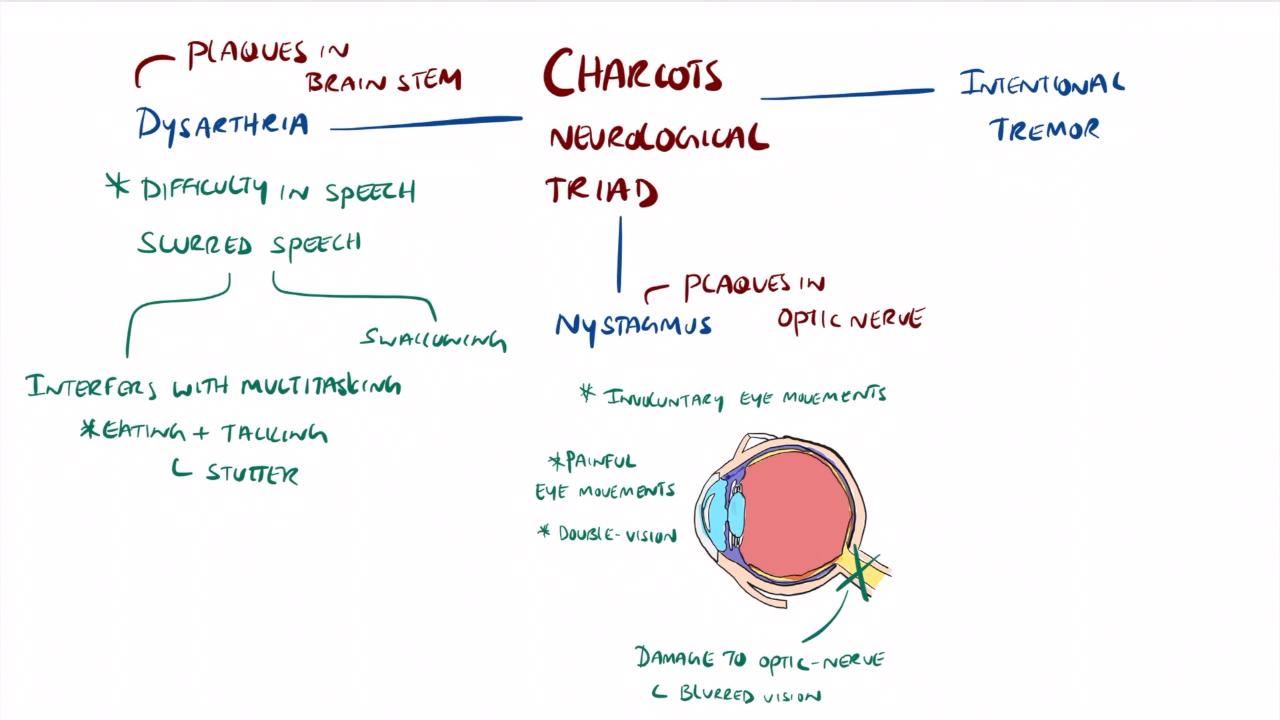 PLAQUES IN
BRAIN STEM
DYSARTHRIA
* DIFFICULTY IN SPEECH
SLURRED SPEECH
SWALLOWING
INTERFERS WITH MULTITASKING
* EATING + TALKING
STUTTER
CHARCOTS
NEUROLOGICAL
TRIAD
INTENTIONAL
TREMOR
PLAQUES IN
OPTIC NERVE
NYSTAGMUS
* INVOLUNTARY EYE MOVEMENTS
* PAINFUL
EYE MOVEMENTS
* DOUBLE-VISION
DAMAGE TO OPTIC-NERVE
BLURRED VISION